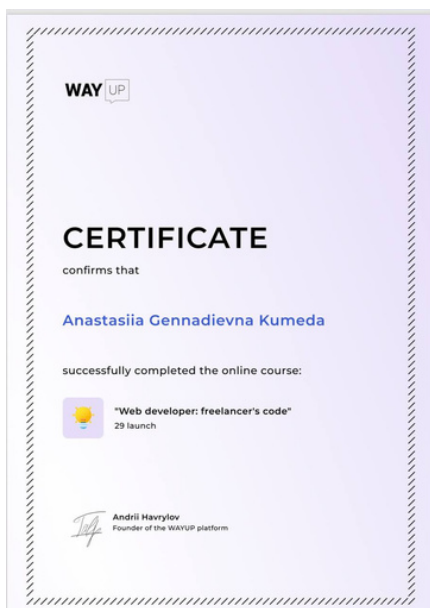 WAY UP
CERTIFICATE
confirms that
Anastasiia Gennadievna Kumeda
successfully completed the online course:
"Web developer: freelancer's code"
29 launch
Andrii Havrylov
Founder of the WAYUP platform